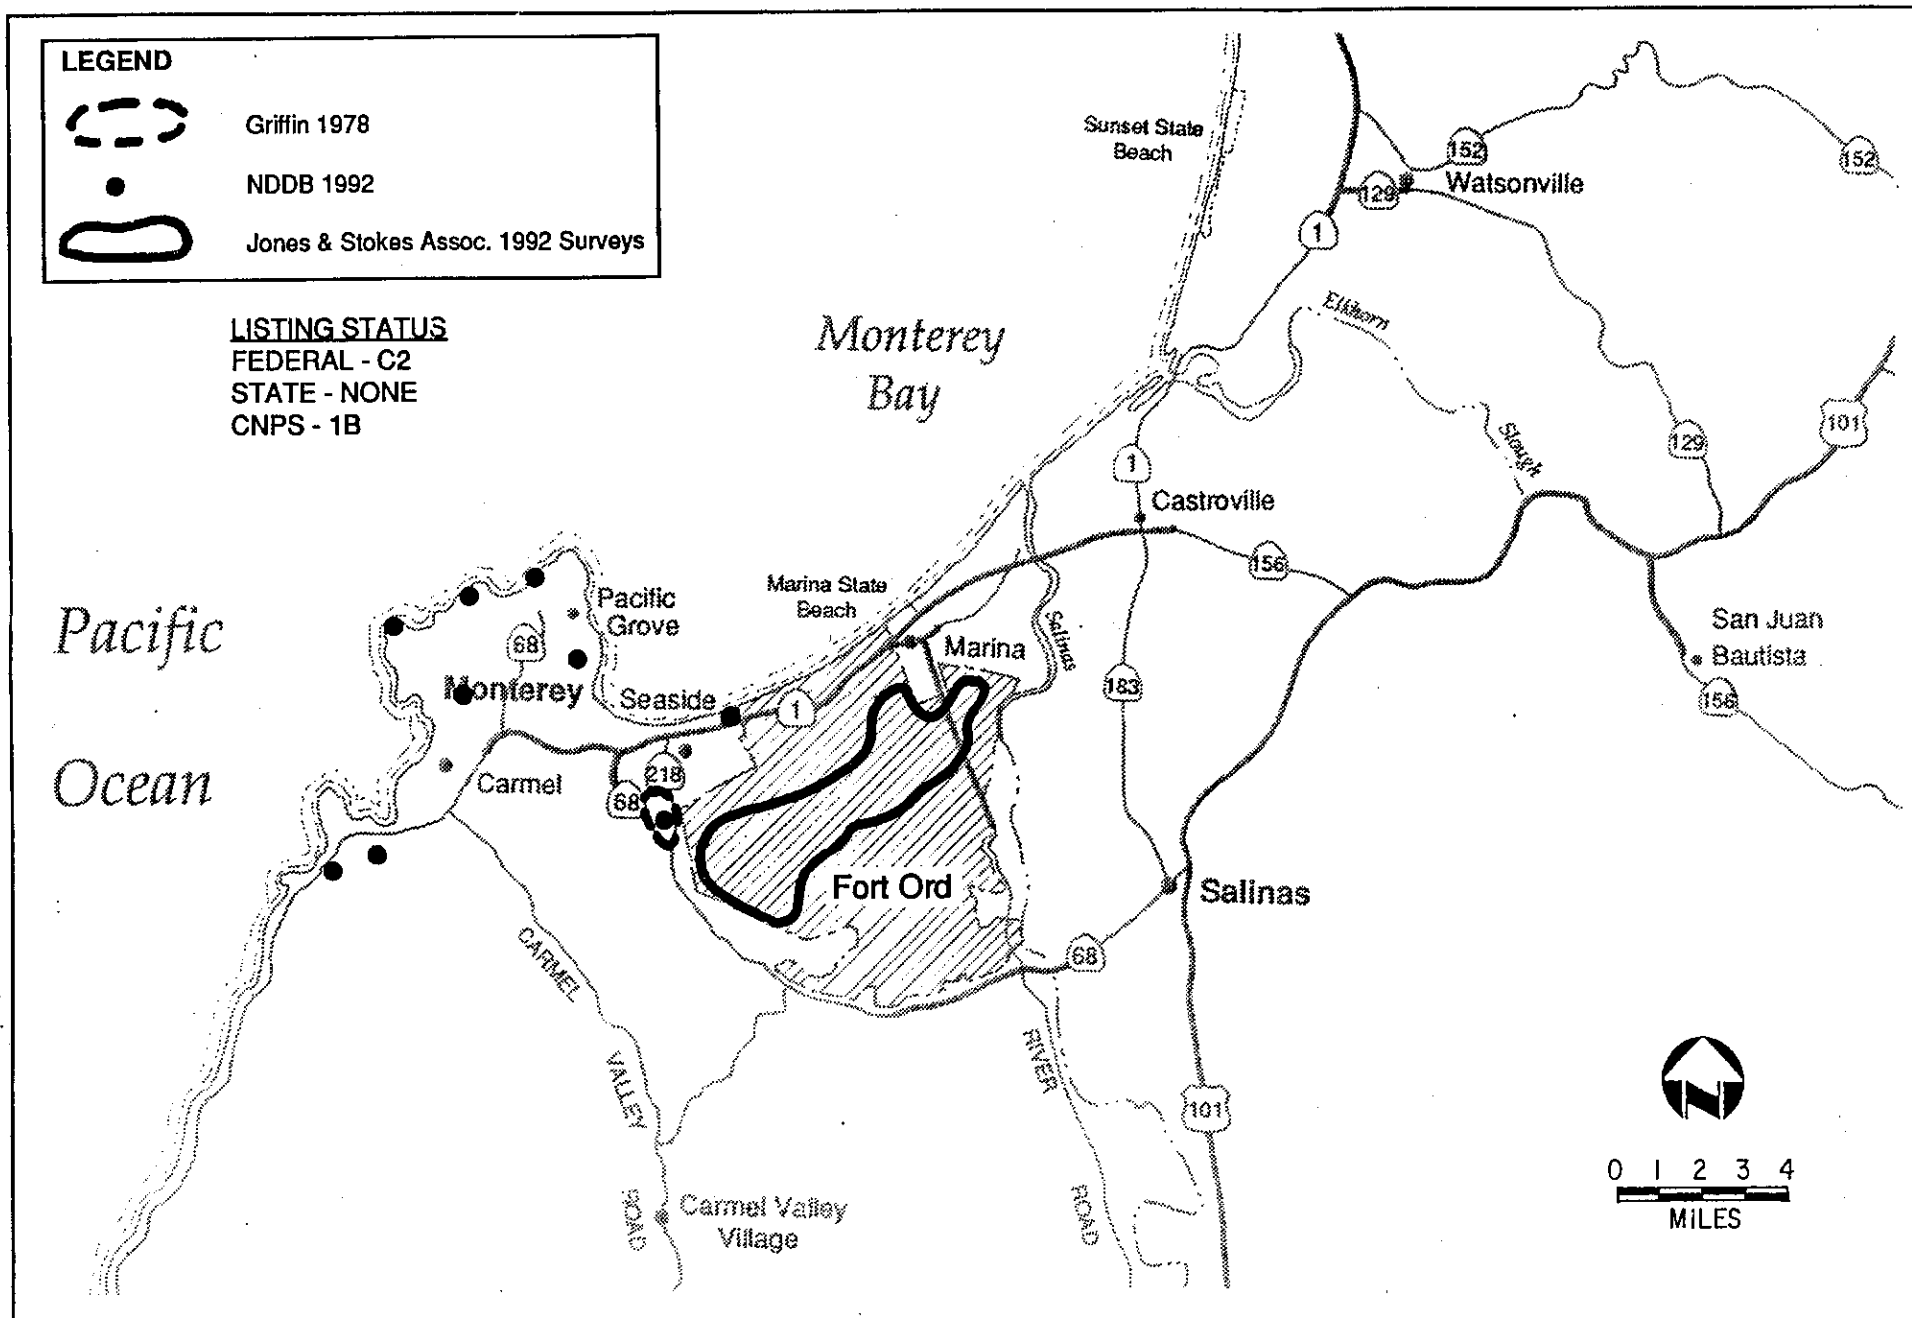 LEGEND
Griffin 1978
NDDB 1992
Jones & Stokes Assoc. 1992 Surveys
LISTING STATUS
FEDERAL - C2
STATE - NONE
CNPS - 1B
Monterey
Bay
Pacific
Ocean
Sunset State
Beach
152
152
129
Watsonville
1
Elkhorn
Slough
101
129
1
Castroville
156
Marina State
Beach
Pacific
Grove
68
Monterey
Seaside
1
Marina
Salinas
183
San Juan
Bautista
156
Carmel
218
68
Fort Ord
Salinas
68
CARMEL
VALLEY
ROAD
RIVER
ROAD
101
Carmel Valley
Village
N
0 1 2 3 4
MILES